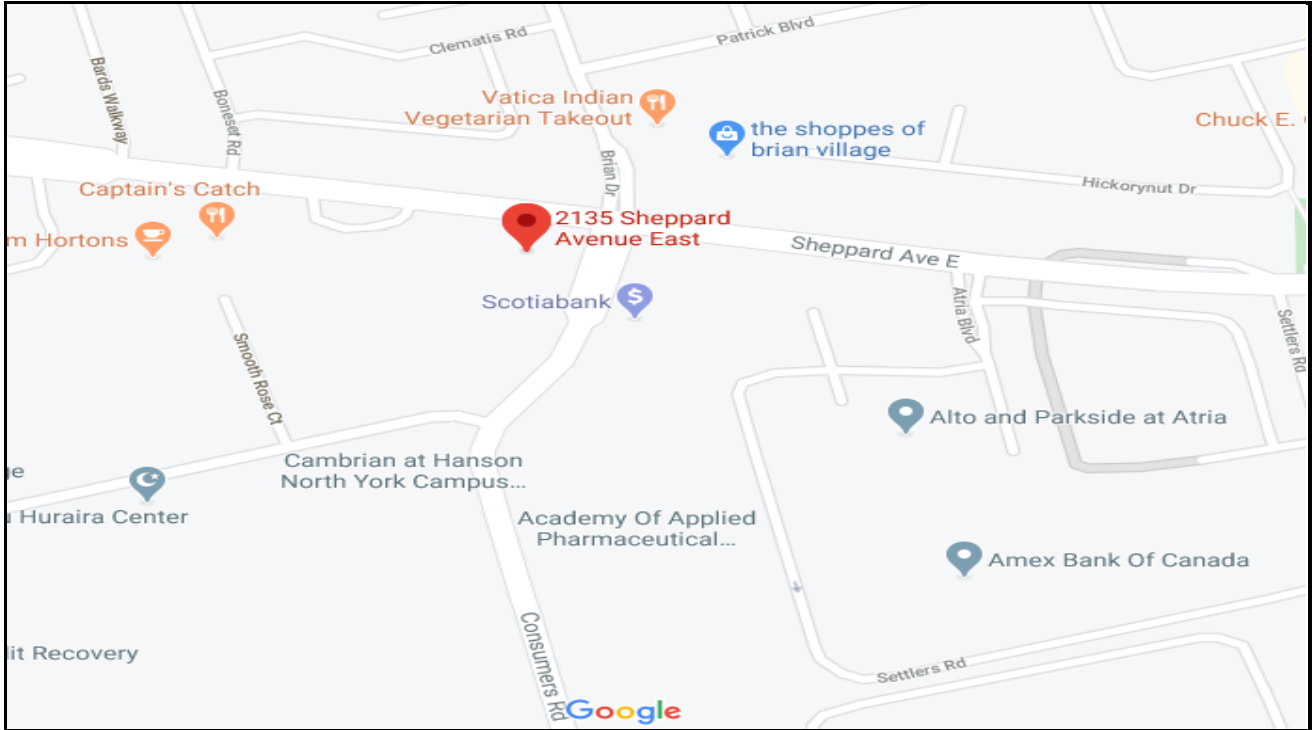 Clematis Rd
Patrick Blvd
Bards Walkway
Boneset Rd
Vatica Indian
Vegetarian Takeout
the shoppes of
brian village
Chuck E.
Brian Dr
Hickorynut Dr
Captain's Catch
m Hortons
2135 Sheppard
Avenue East
Sheppard Ave E
Scotiabank
Atria Blvd
Settlers Rd
Smooth Rose Ct
Alto and Parkside at Atria
Cambrian at Hanson
North York Campus...
Huraira Center
Academy Of Applied
Pharmaceutical...
Amex Bank Of Canada
Consumers Rd
lit Recovery
Settlers Rd
Google